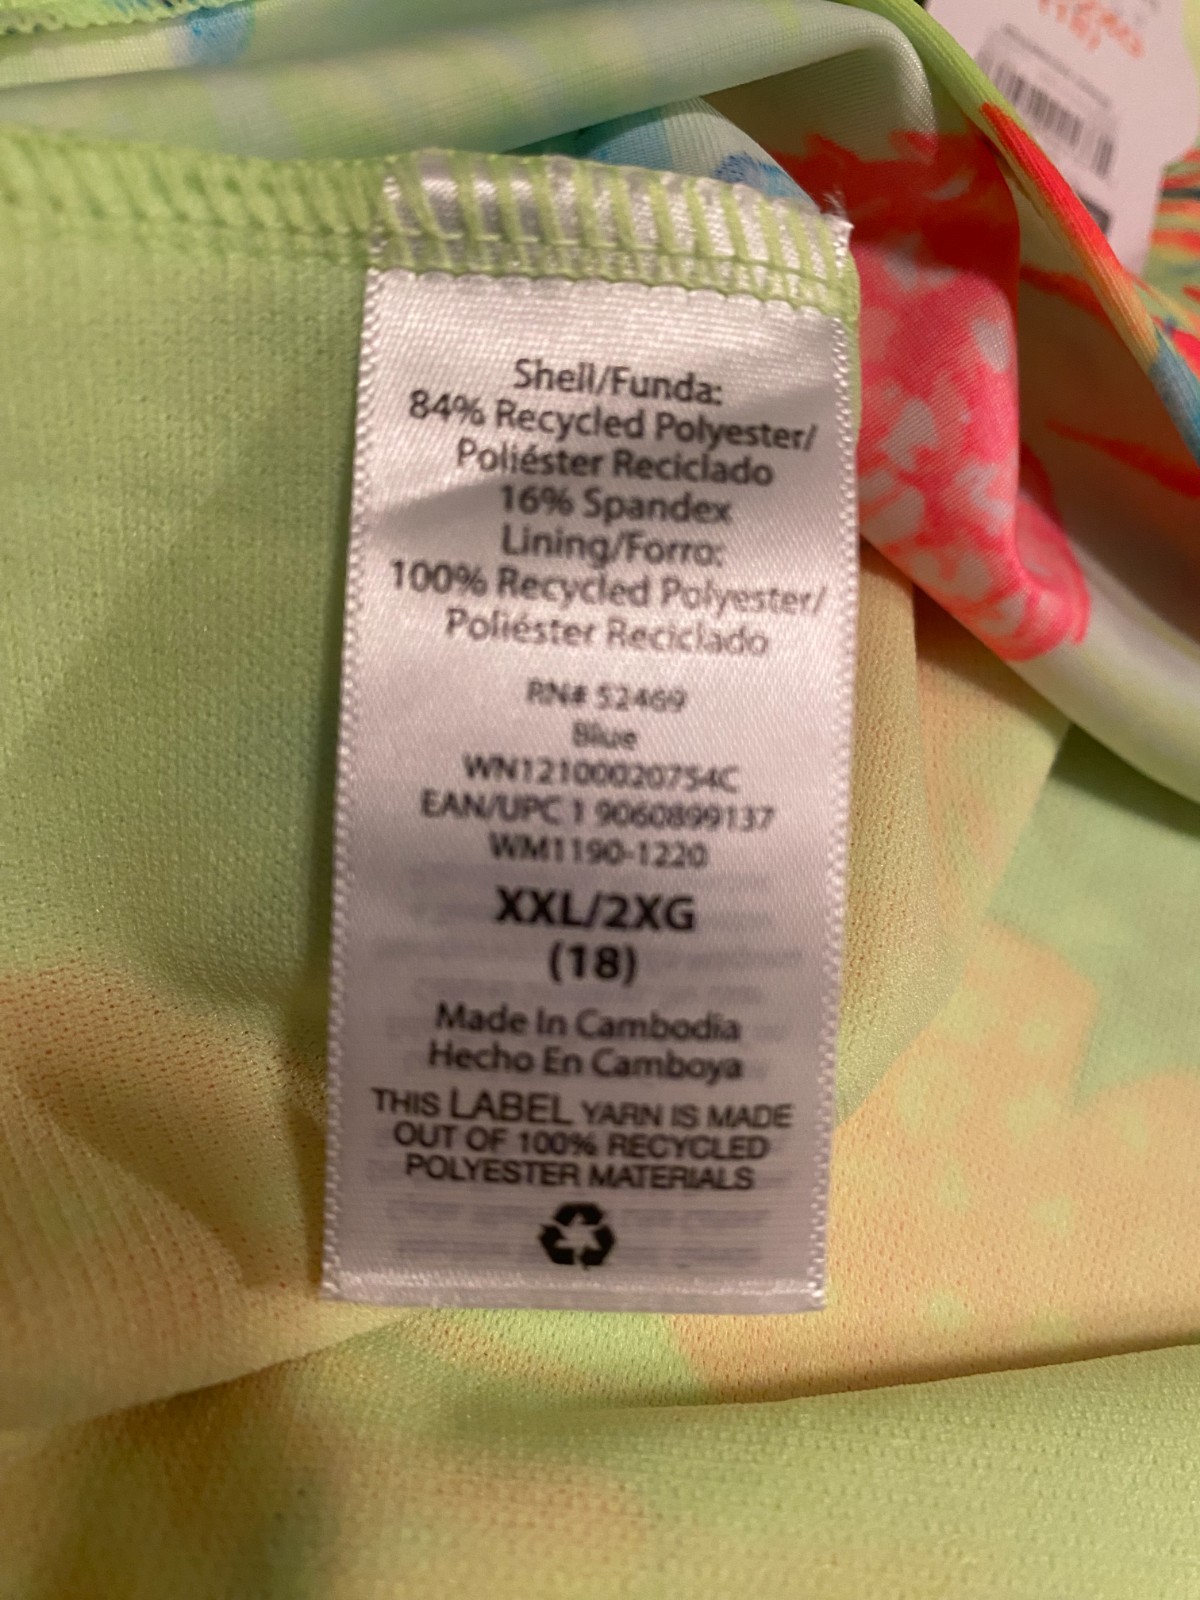 Shell/Funda:
84% Recycled Polyester/
Poliéster Reciclado
16% Spandex
Lining/Forro:
100% Recycled Polyester/
Poliéster Reciclado
RN# 52469
Blue
WN12100020754C
EAN/UPC 1 9060899137
WM1190-1220
XXL/2XG
(18)
Made In Cambodia
Hecho En Camboya
THIS LABEL YARN IS MADE
OUT OF 100% RECYCLED
POLYESTER MATERIALS